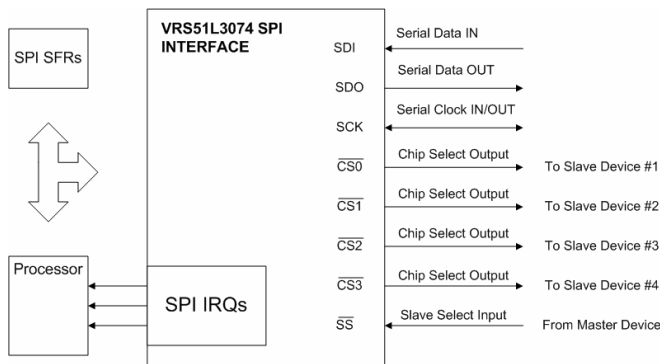 VRS51L3074 SPI
INTERFACE
SPI SFRs
Processor
SPI IRQs
SDI Serial Data IN
SDO Serial Data OUT
SCK Serial Clock IN/OUT
CS0 Chip Select Output To Slave Device #1
CS1 Chip Select Output To Slave Device #2
CS2 Chip Select Output To Slave Device #3
CS3 Chip Select Output To Slave Device #4
SS Slave Select Input From Master Device